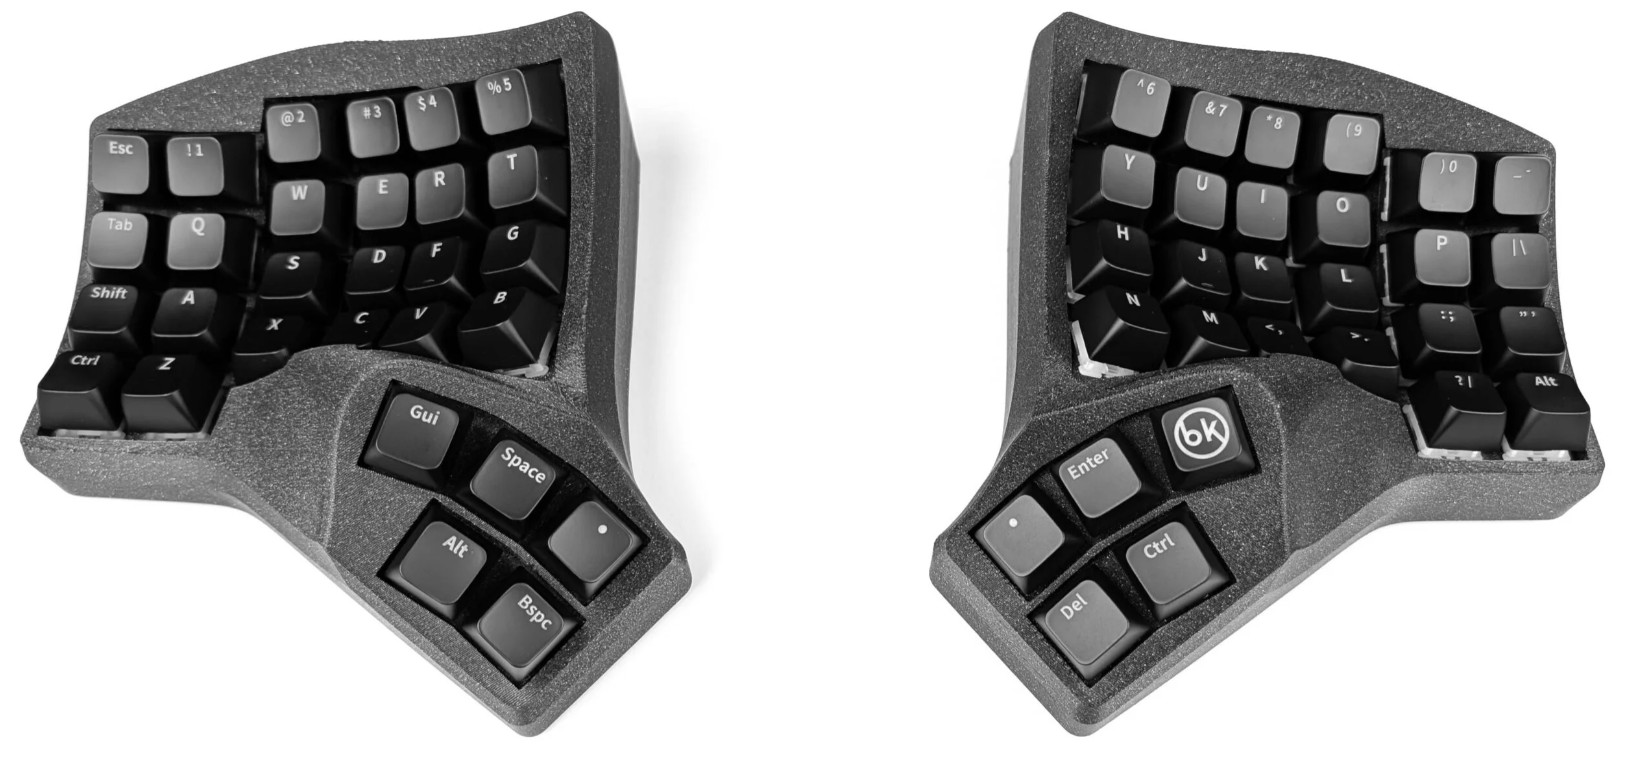 Esc !1 @2 #3 $4 %5
Tab Q W E R T
Shift A S D F G
Ctrl Z X C V B
Gui Space •
Alt Bspc
^6 &7 *8 (9 )0 _-
Y U I O P |\
H J K L :; ”’
N M <, >. ?| Alt
• Enter bk
Del Ctrl